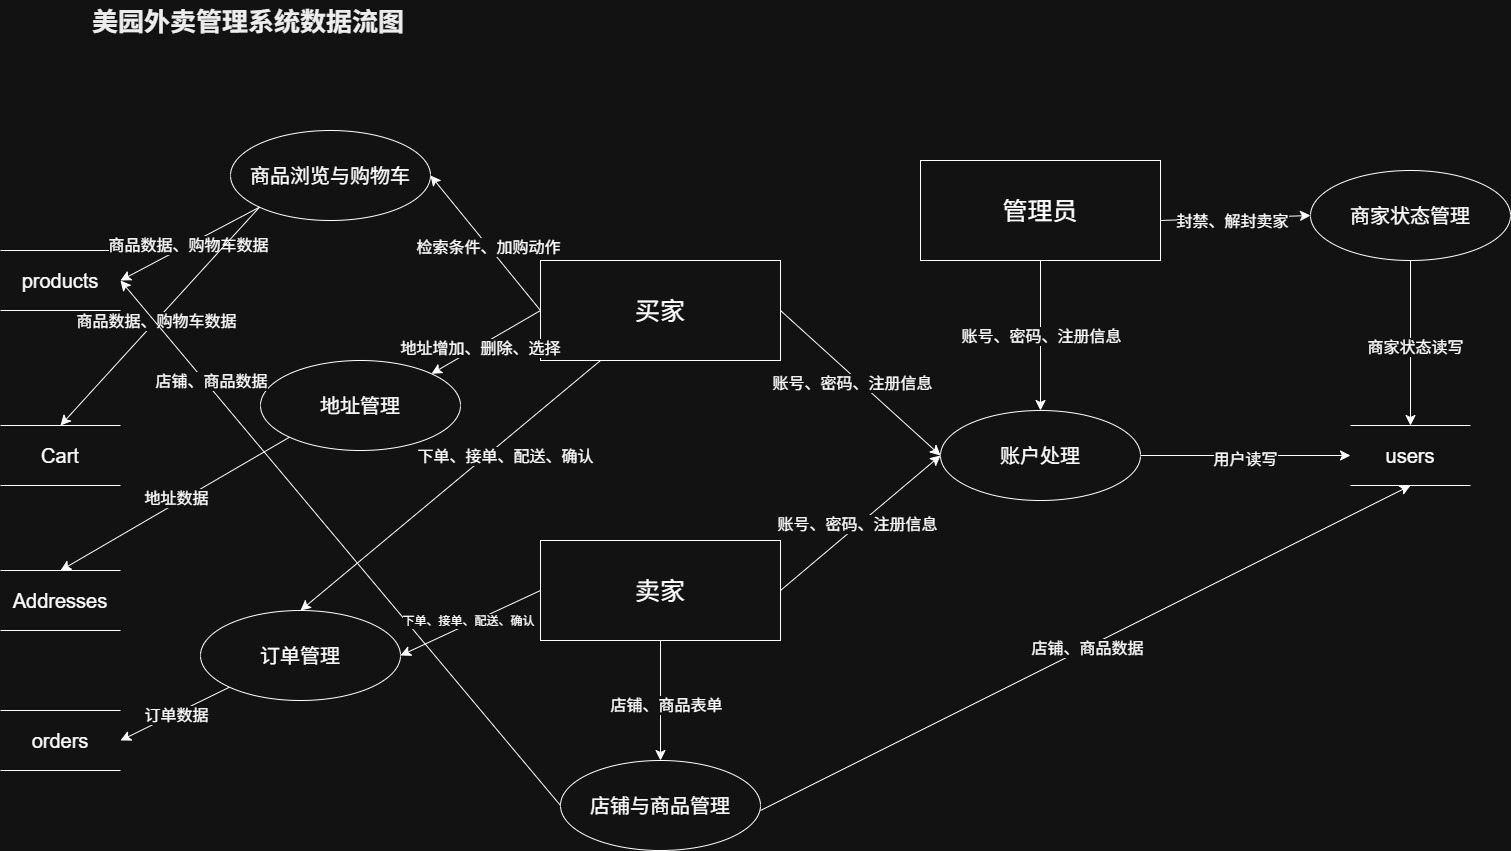 美园外卖管理系统数据流图
商品浏览与购物车
管理员
封禁、解封卖家
商家状态管理
商品数据、购物车数据
检索条件、加购动作
products
买家
商品数据、购物车数据
账号、密码、注册信息
地址增加、删除、选择
商家状态读写
店铺、商品数据
账号、密码、注册信息
地址管理
Cart
下单、接单、配送、确认
账户处理
用户读写
users
地址数据
账号、密码、注册信息
卖家
Addresses
下单、接单、配送、确认
订单管理
店铺、商品数据
店铺、商品表单
订单数据
orders
店铺与商品管理